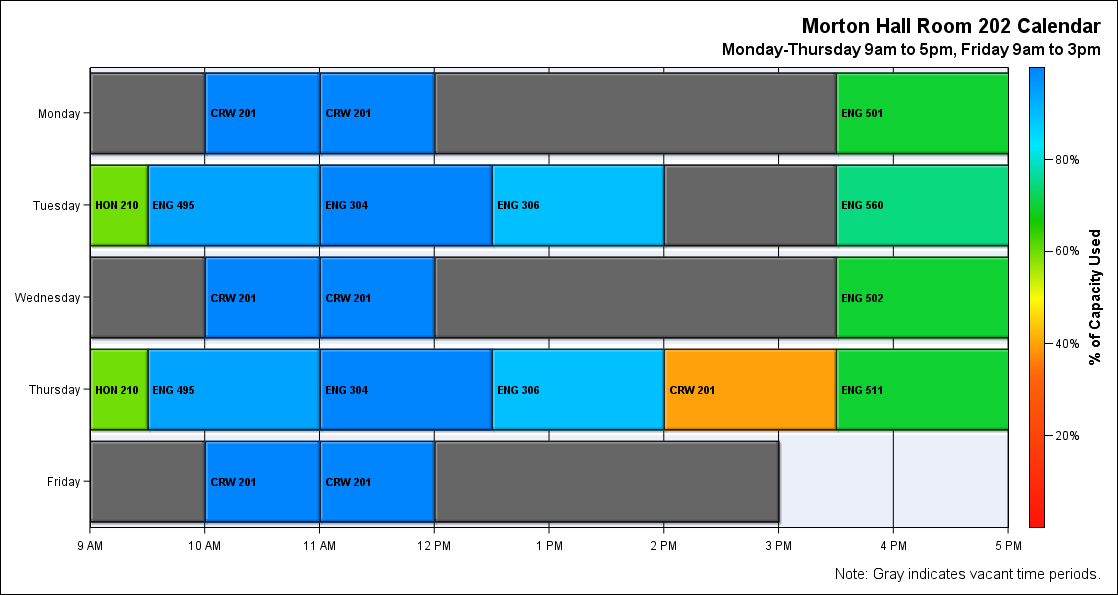 Morton Hall Room 202 Calendar
Monday-Thursday 9am to 5pm, Friday 9am to 3pm
Monday
CRW 201
CRW 201
ENG 501
Tuesday
HON 210
ENG 495
ENG 304
ENG 306
ENG 560
Wednesday
CRW 201
CRW 201
ENG 502
Thursday
HON 210
ENG 495
ENG 304
ENG 306
CRW 201
ENG 511
Friday
CRW 201
CRW 201
9 AM
10 AM
11 AM
12 PM
1 PM
2 PM
3 PM
4 PM
5 PM
80%
60%
40%
20%
% of Capacity Used
Note: Gray indicates vacant time periods.